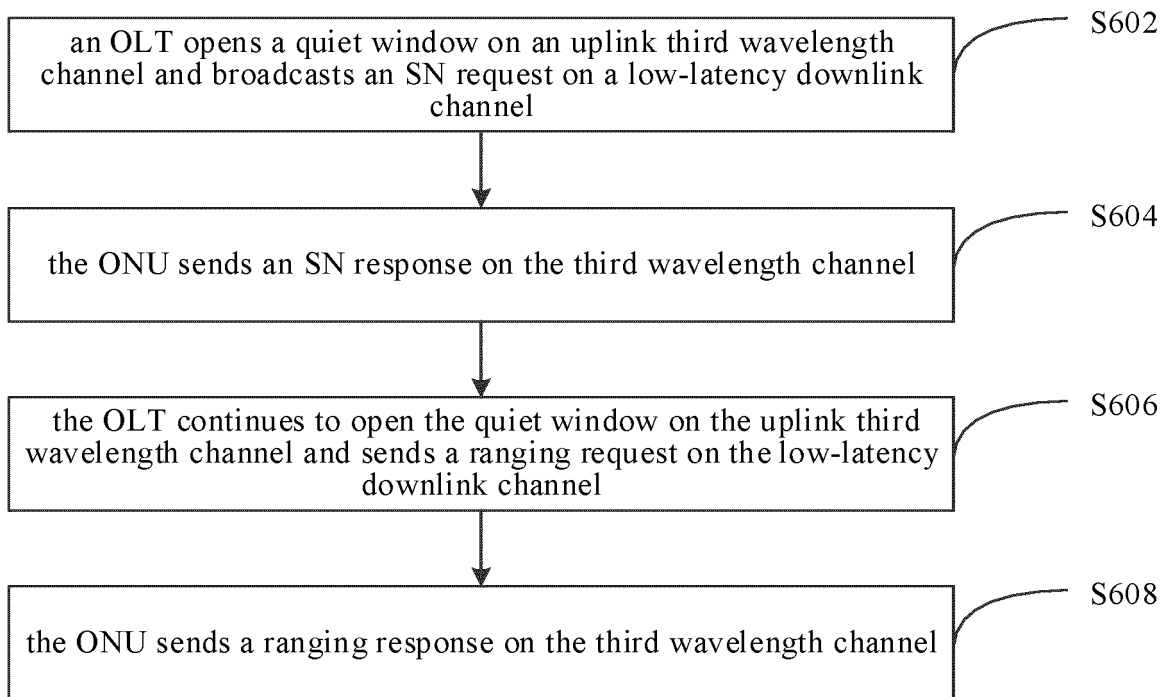 an OLT opens a quiet window on an uplink third wavelength
channel and broadcasts an SN request on a low-latency downlink
channel
S602
the ONU sends an SN response on the third wavelength channel
S604
the OLT continues to open the quiet window on the uplink third
wavelength channel and sends a ranging request on the low-latency
downlink channel
S606
the ONU sends a ranging response on the third wavelength channel
S608